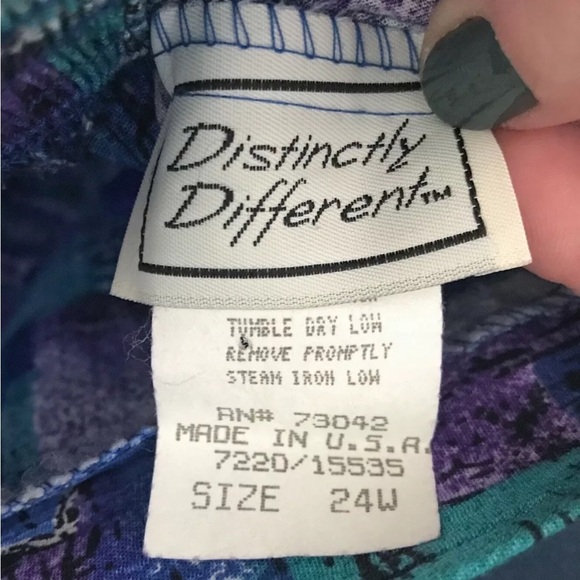 Distinctly
Different™
TUMBLE DRY LOW
REMOVE PROMPTLY
STEAM IRON LOW
RN# 73042
MADE IN U.S.A.
7220/15535
SIZE 24W